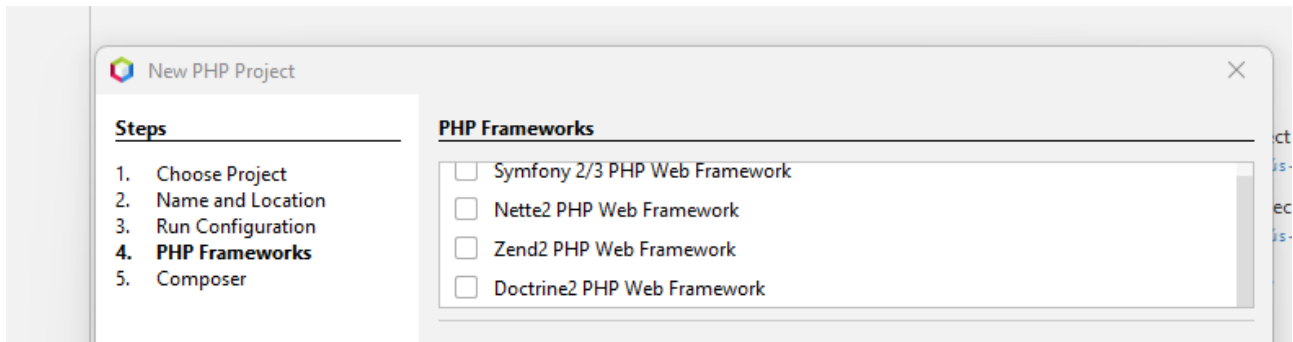 New PHP Project
Steps
1. Choose Project
2. Name and Location
3. Run Configuration
4. PHP Frameworks
5. Composer
PHP Frameworks
Symfony 2/3 PHP Web Framework
Nette2 PHP Web Framework
Zend2 PHP Web Framework
Doctrine2 PHP Web Framework